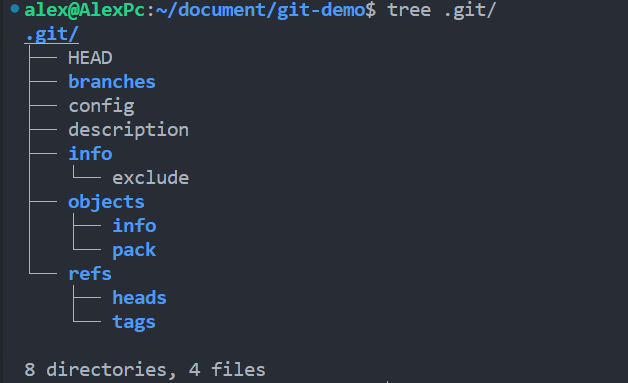 alex@AlexPc:~/document/git-demo$ tree .git/
.git/
├── HEAD
├── branches
├── config
├── description
├── info
│   └── exclude
├── objects
│   ├── info
│   └── pack
└── refs
    ├── heads
    └── tags
8 directories, 4 files